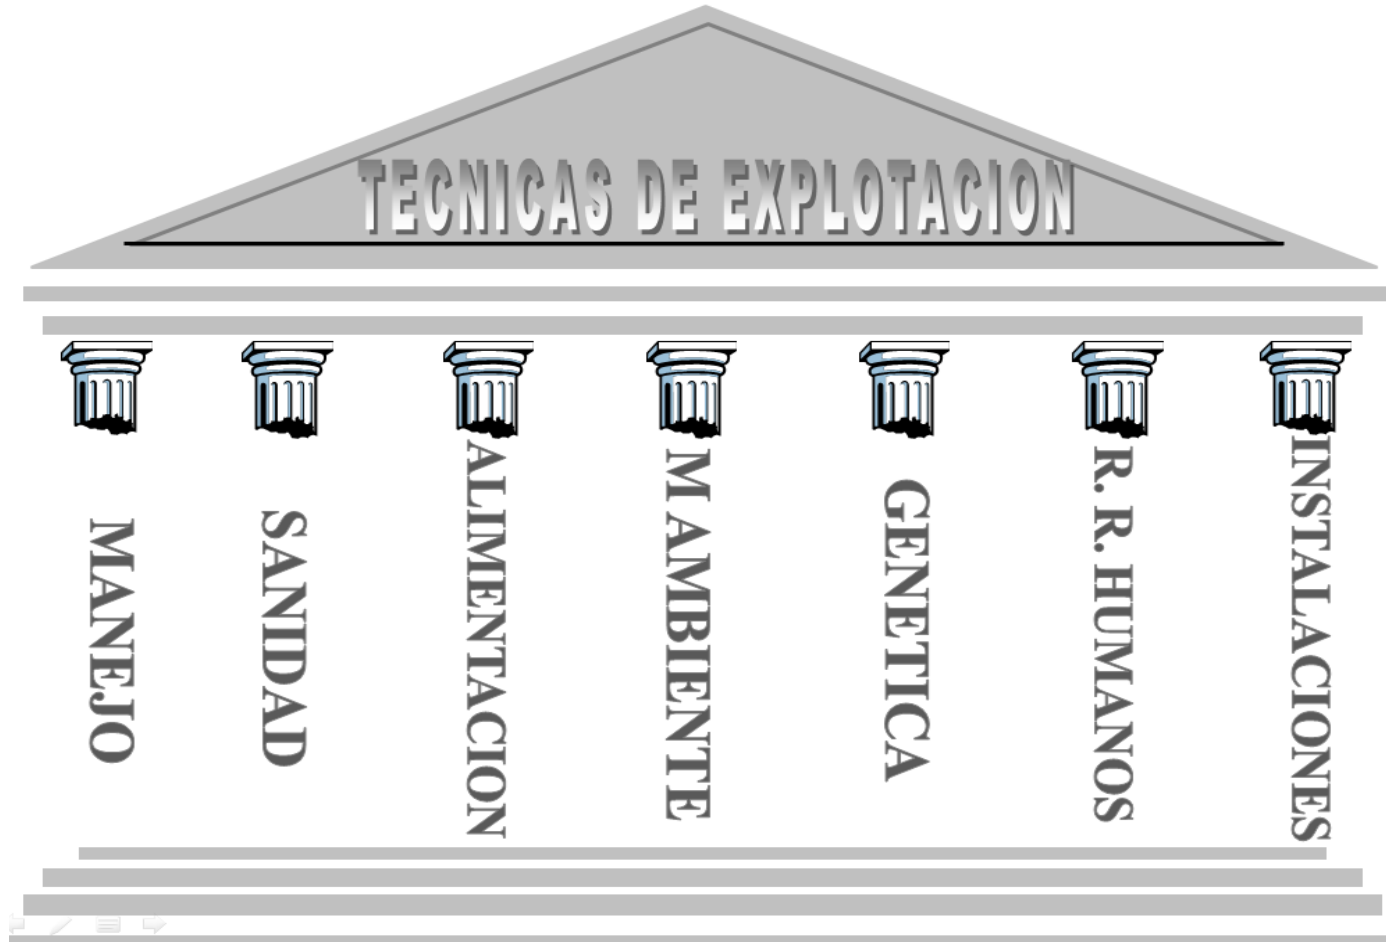 TECNICAS DE EXPLOTACION
MANEJO
SANIDAD
ALIMENTACION
M AMBIENTE
GENETICA
R. R. HUMANOS
INSTALACIONES